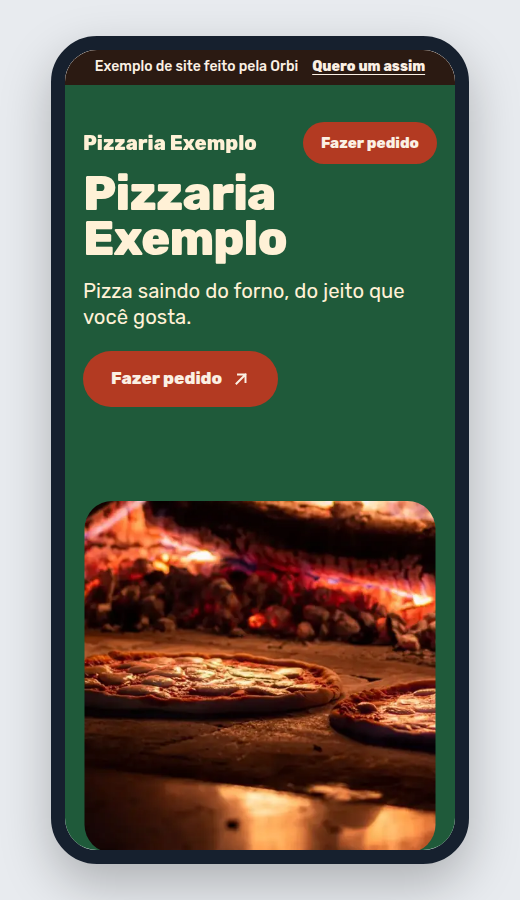 Exemplo de site feito pela Orbi Quero um assim
Pizzaria Exemplo Fazer pedido
Pizzaria
Exemplo
Pizza saindo do forno, do jeito que
você gosta.
Fazer pedido